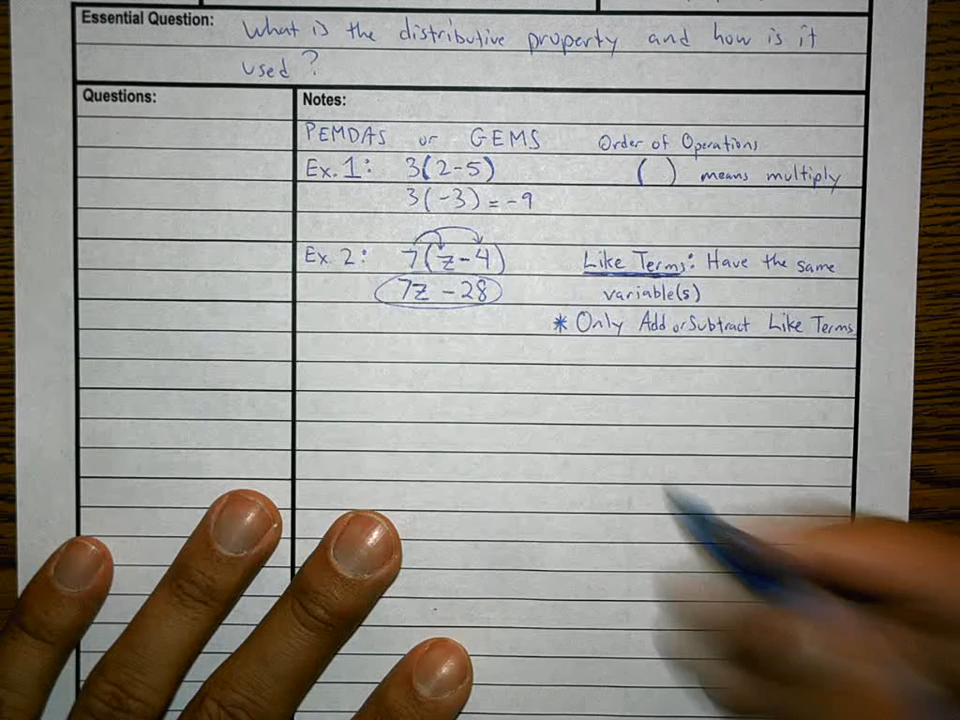 Essential Question: What is the distributive property and how is it
used?
Questions:
Notes:
PEMDAS or GEMS Order of Operations
Ex. 1: 3(2-5) ( ) means multiply
3(-3) = -9
Ex. 2: 7(z-4) Like Terms: Have the same
7z - 28 variable(s)
* Only Add or Subtract Like Terms